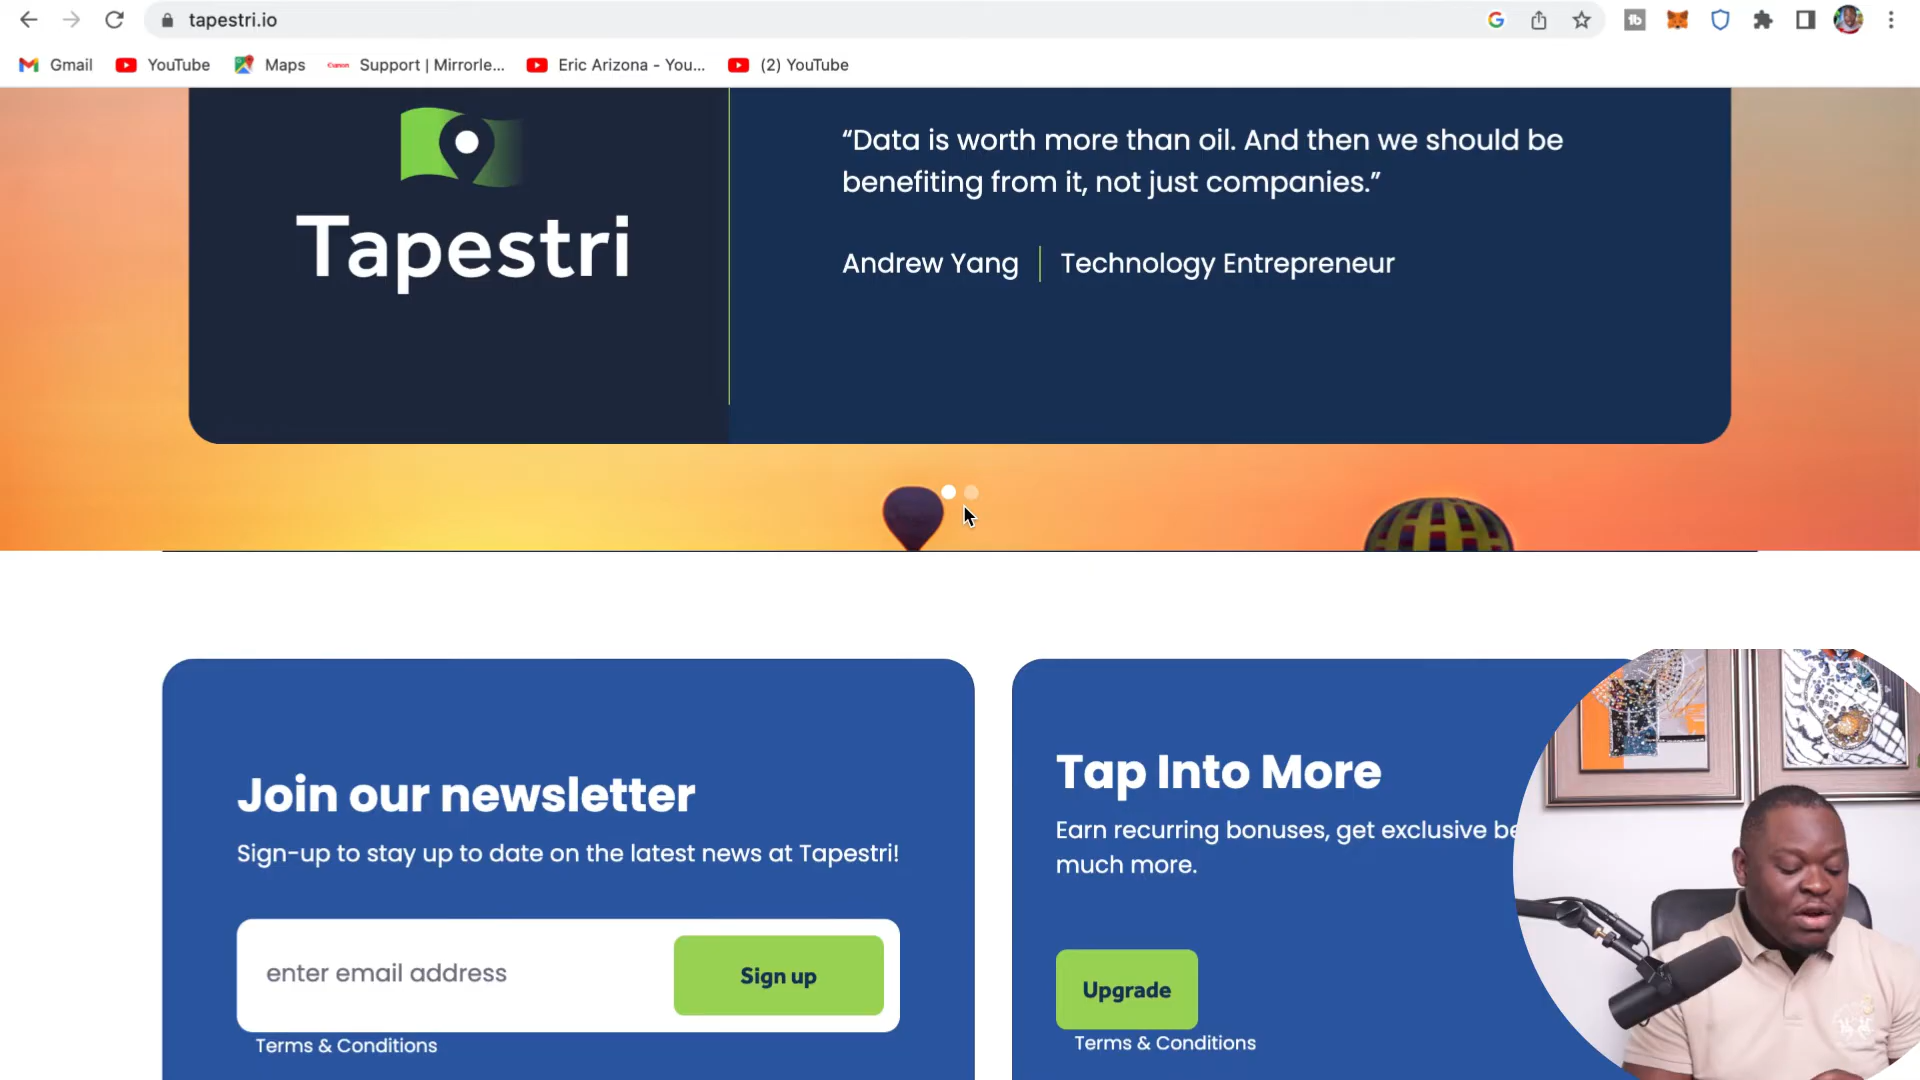 tapestri.io
Gmail
YouTube
Maps
Canon
Support | Mirrorle...
Eric Arizona - You...
(2) YouTube
Tapestri
“Data is worth more than oil. And then we should be
benefiting from it, not just companies.”
Andrew Yang
Technology Entrepreneur
Join our newsletter
Sign-up to stay up to date on the latest news at Tapestri!
enter email address
Sign up
Terms & Conditions
Tap Into More
Earn recurring bonuses, get exclusive be
much more.
Upgrade
Terms & Conditions